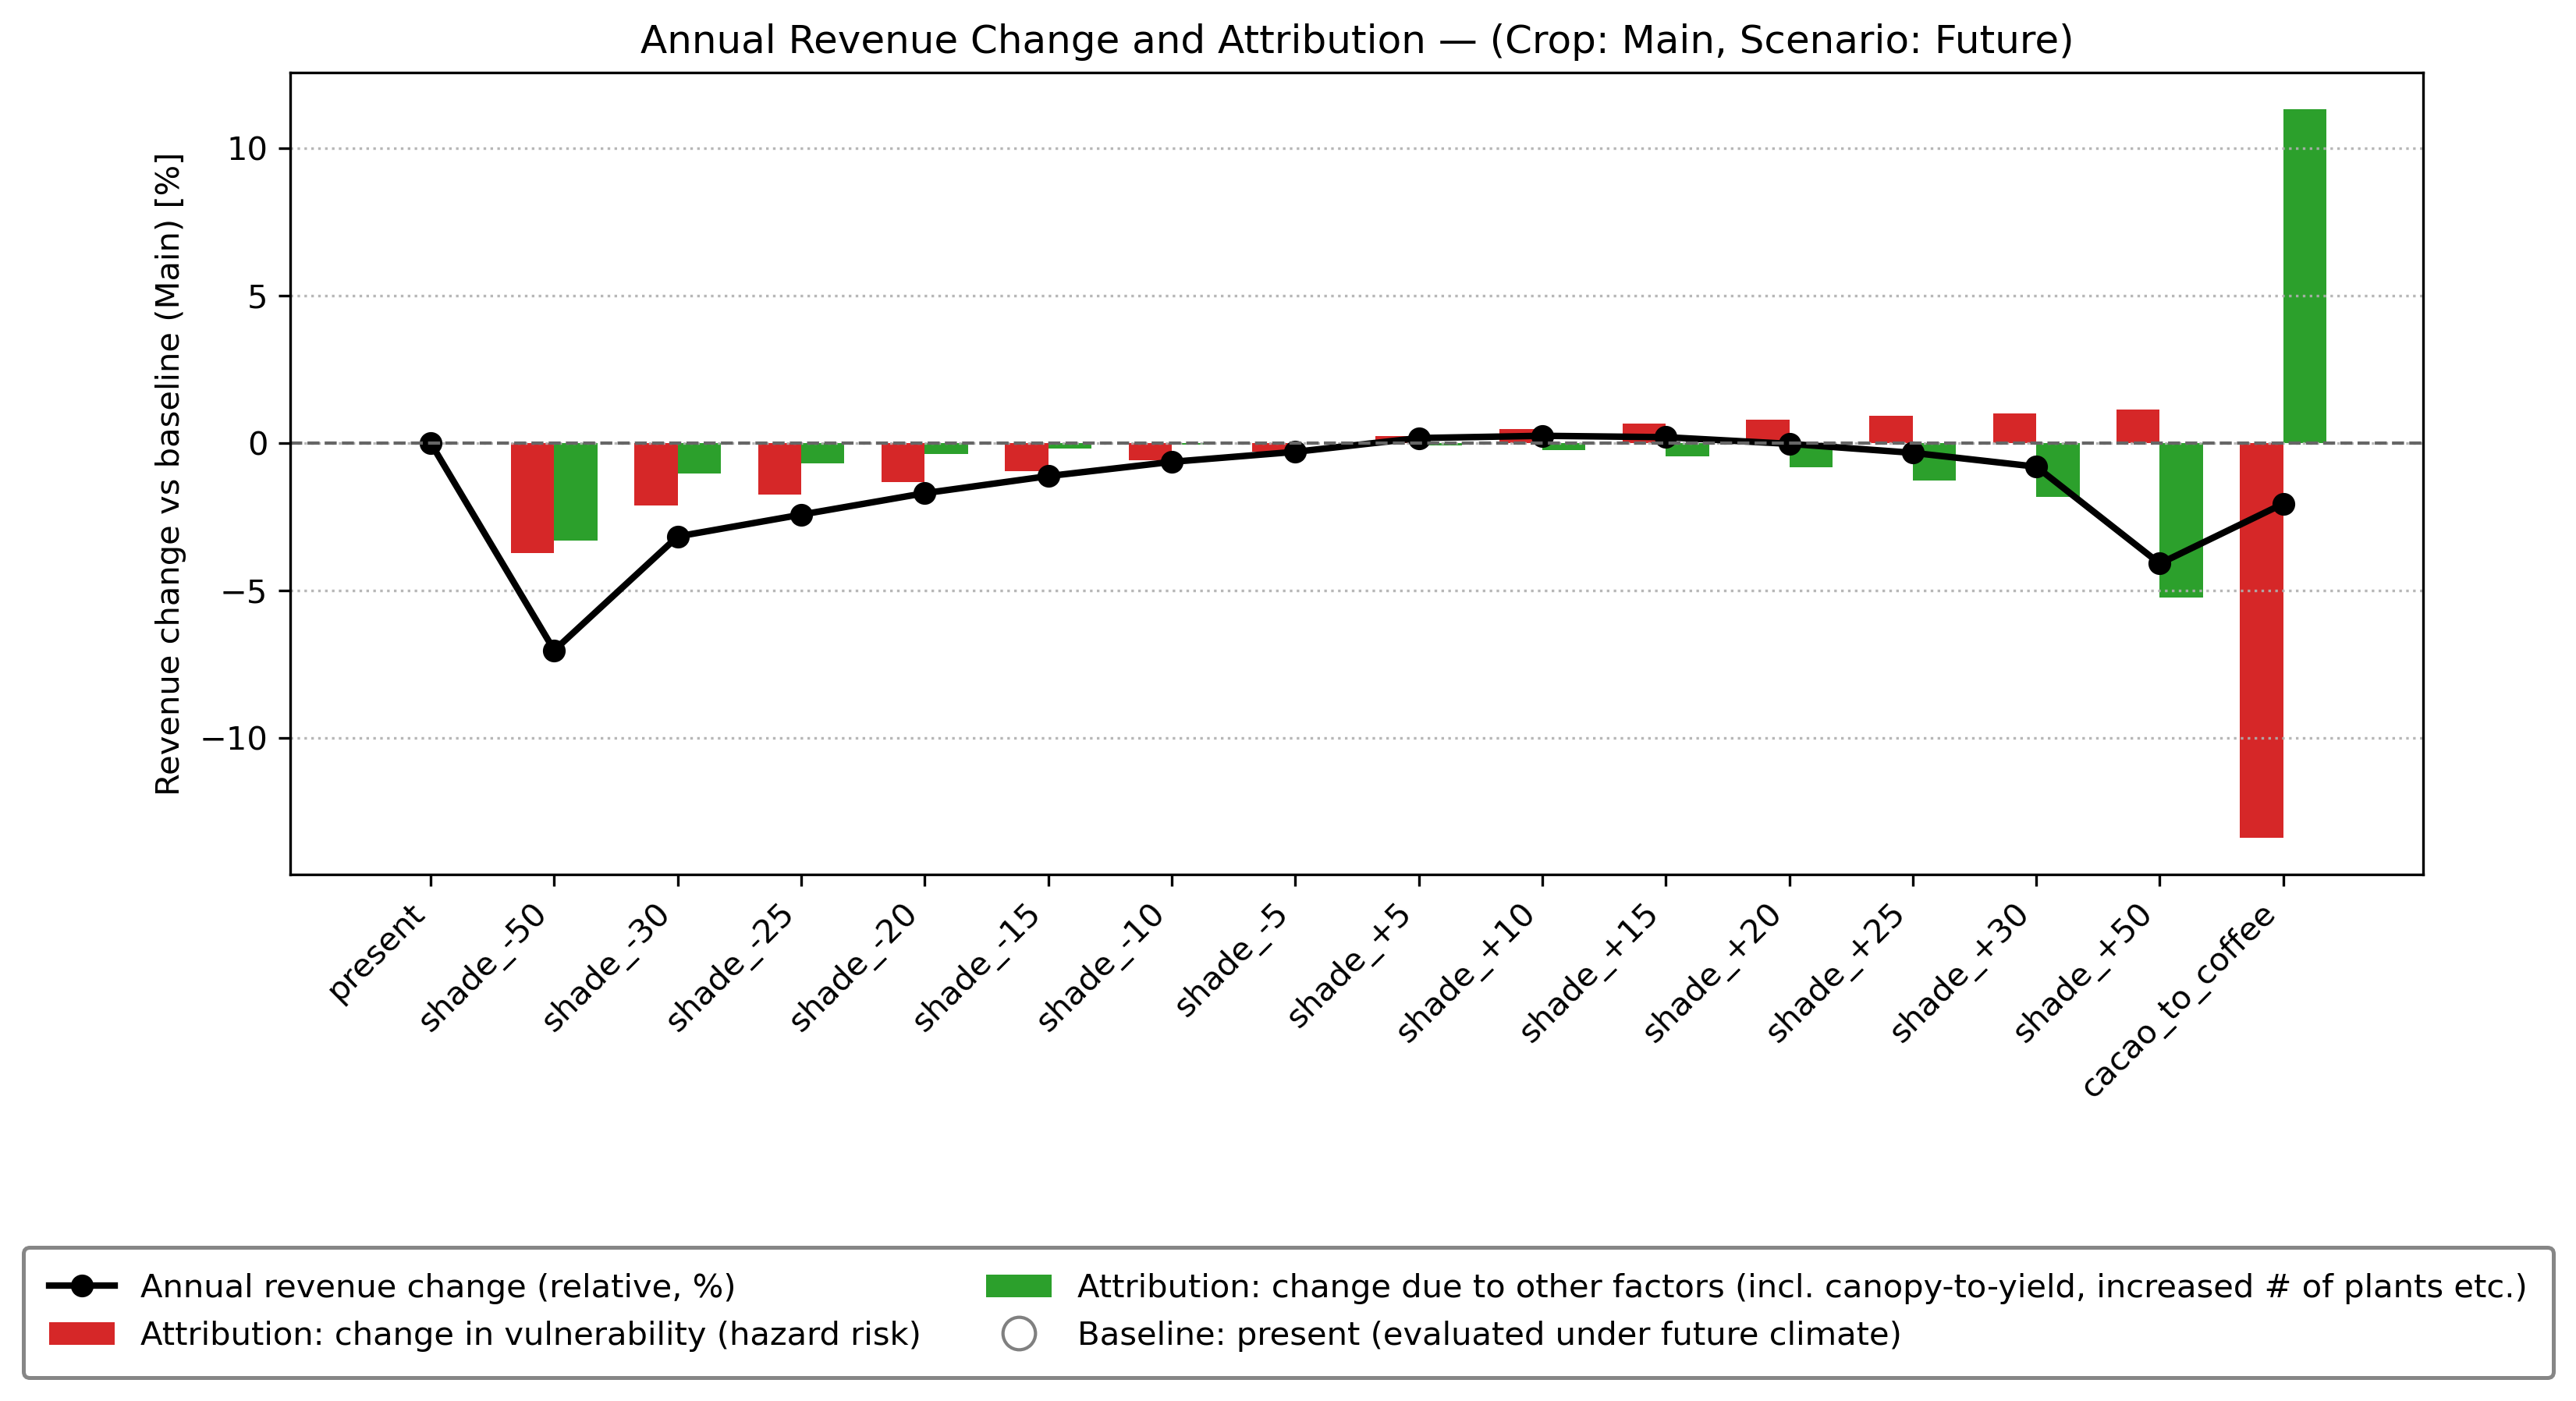 Annual Revenue Change and Attribution — (Crop: Main, Scenario: Future)
Revenue change vs baseline (Main) [%]
10
5
0
−5
−10
present
shade_-50
shade_-30
shade_-25
shade_-20
shade_-15
shade_-10
shade_-5
shade_+5
shade_+10
shade_+15
shade_+20
shade_+25
shade_+30
shade_+50
cacao_to_coffee
Annual revenue change (relative, %)
Attribution: change in vulnerability (hazard risk)
Attribution: change due to other factors (incl. canopy-to-yield, increased # of plants etc.)
Baseline: present (evaluated under future climate)